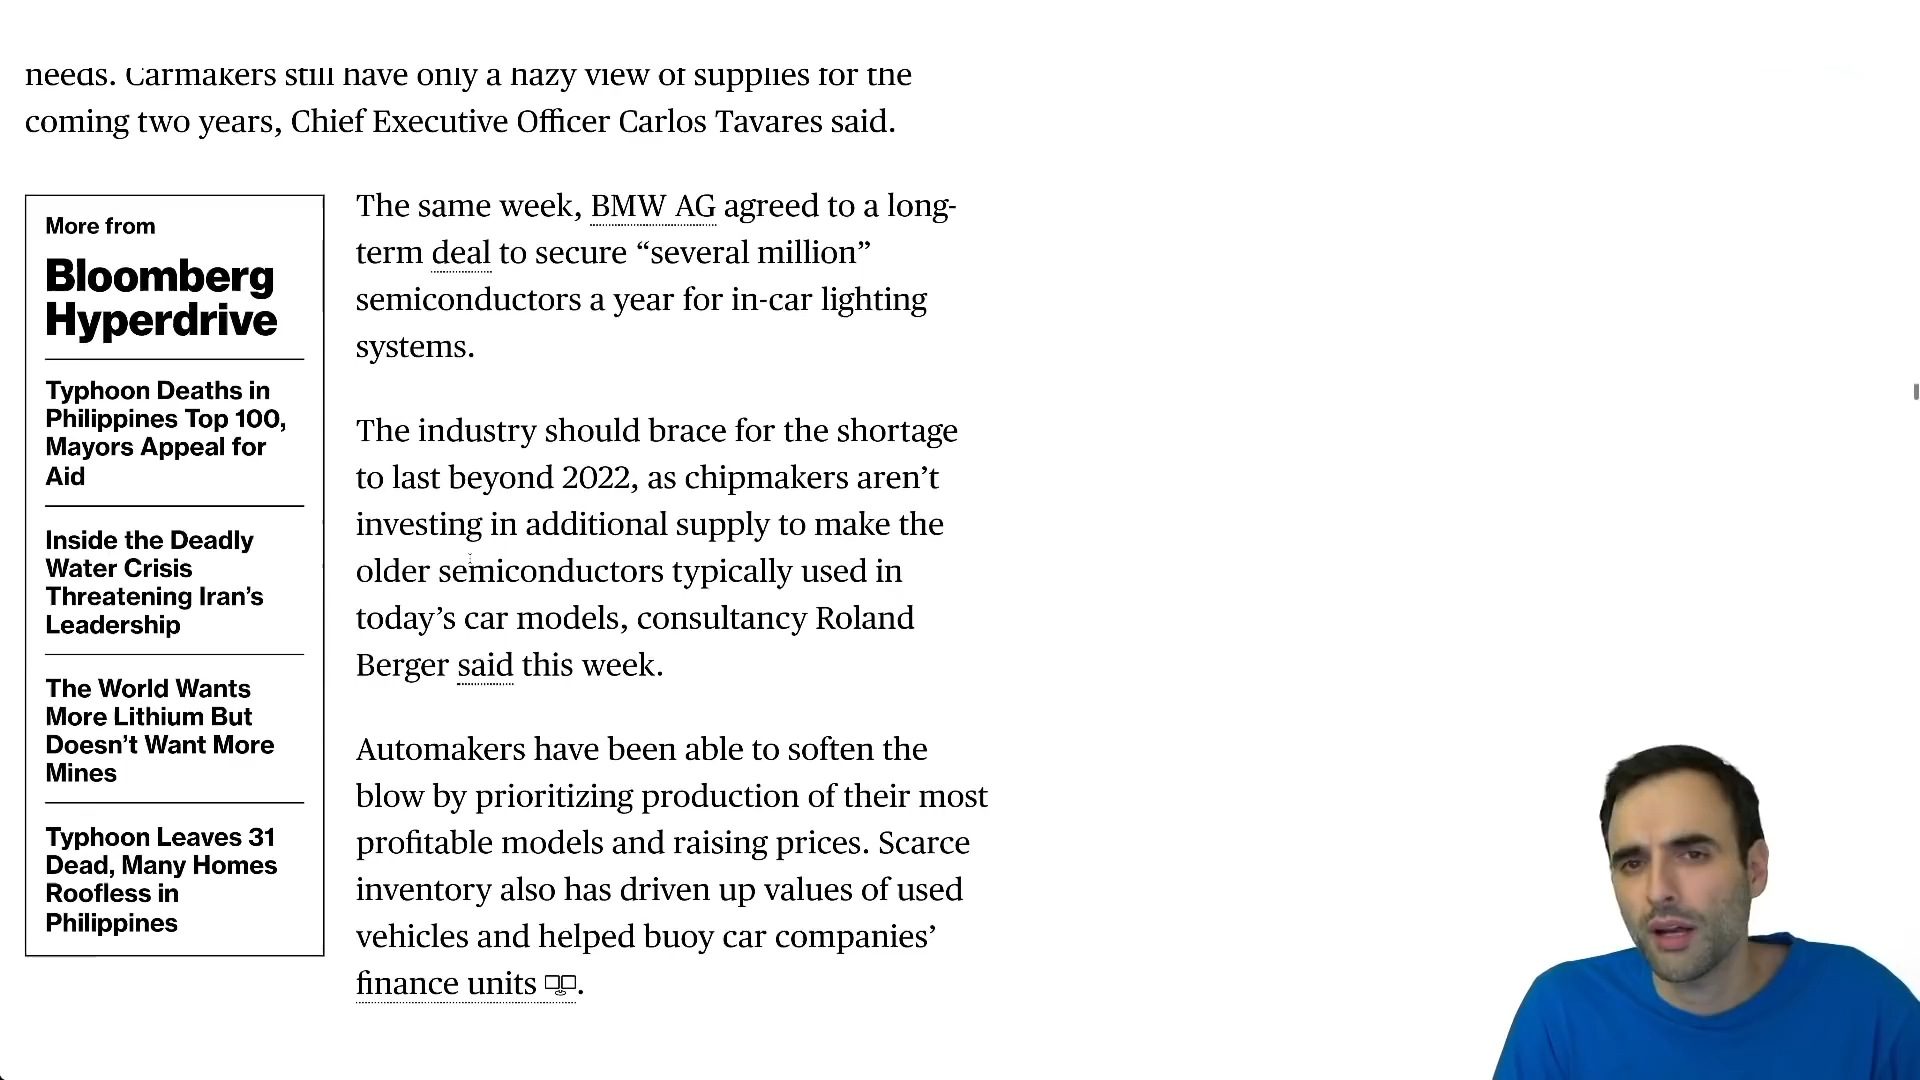 needs. Carmakers still have only a hazy view of supplies for the
coming two years, Chief Executive Officer Carlos Tavares said.
More from
Bloomberg
Hyperdrive
Typhoon Deaths in
Philippines Top 100,
Mayors Appeal for
Aid
Inside the Deadly
Water Crisis
Threatening Iran’s
Leadership
The World Wants
More Lithium But
Doesn’t Want More
Mines
Typhoon Leaves 31
Dead, Many Homes
Roofless in
Philippines
The same week, BMW AG agreed to a long-
term deal to secure “several million”
semiconductors a year for in-car lighting
systems.
The industry should brace for the shortage
to last beyond 2022, as chipmakers aren’t
investing in additional supply to make the
older semiconductors typically used in
today’s car models, consultancy Roland
Berger said this week.
Automakers have been able to soften the
blow by prioritizing production of their most
profitable models and raising prices. Scarce
inventory also has driven up values of used
vehicles and helped buoy car companies’
finance units.